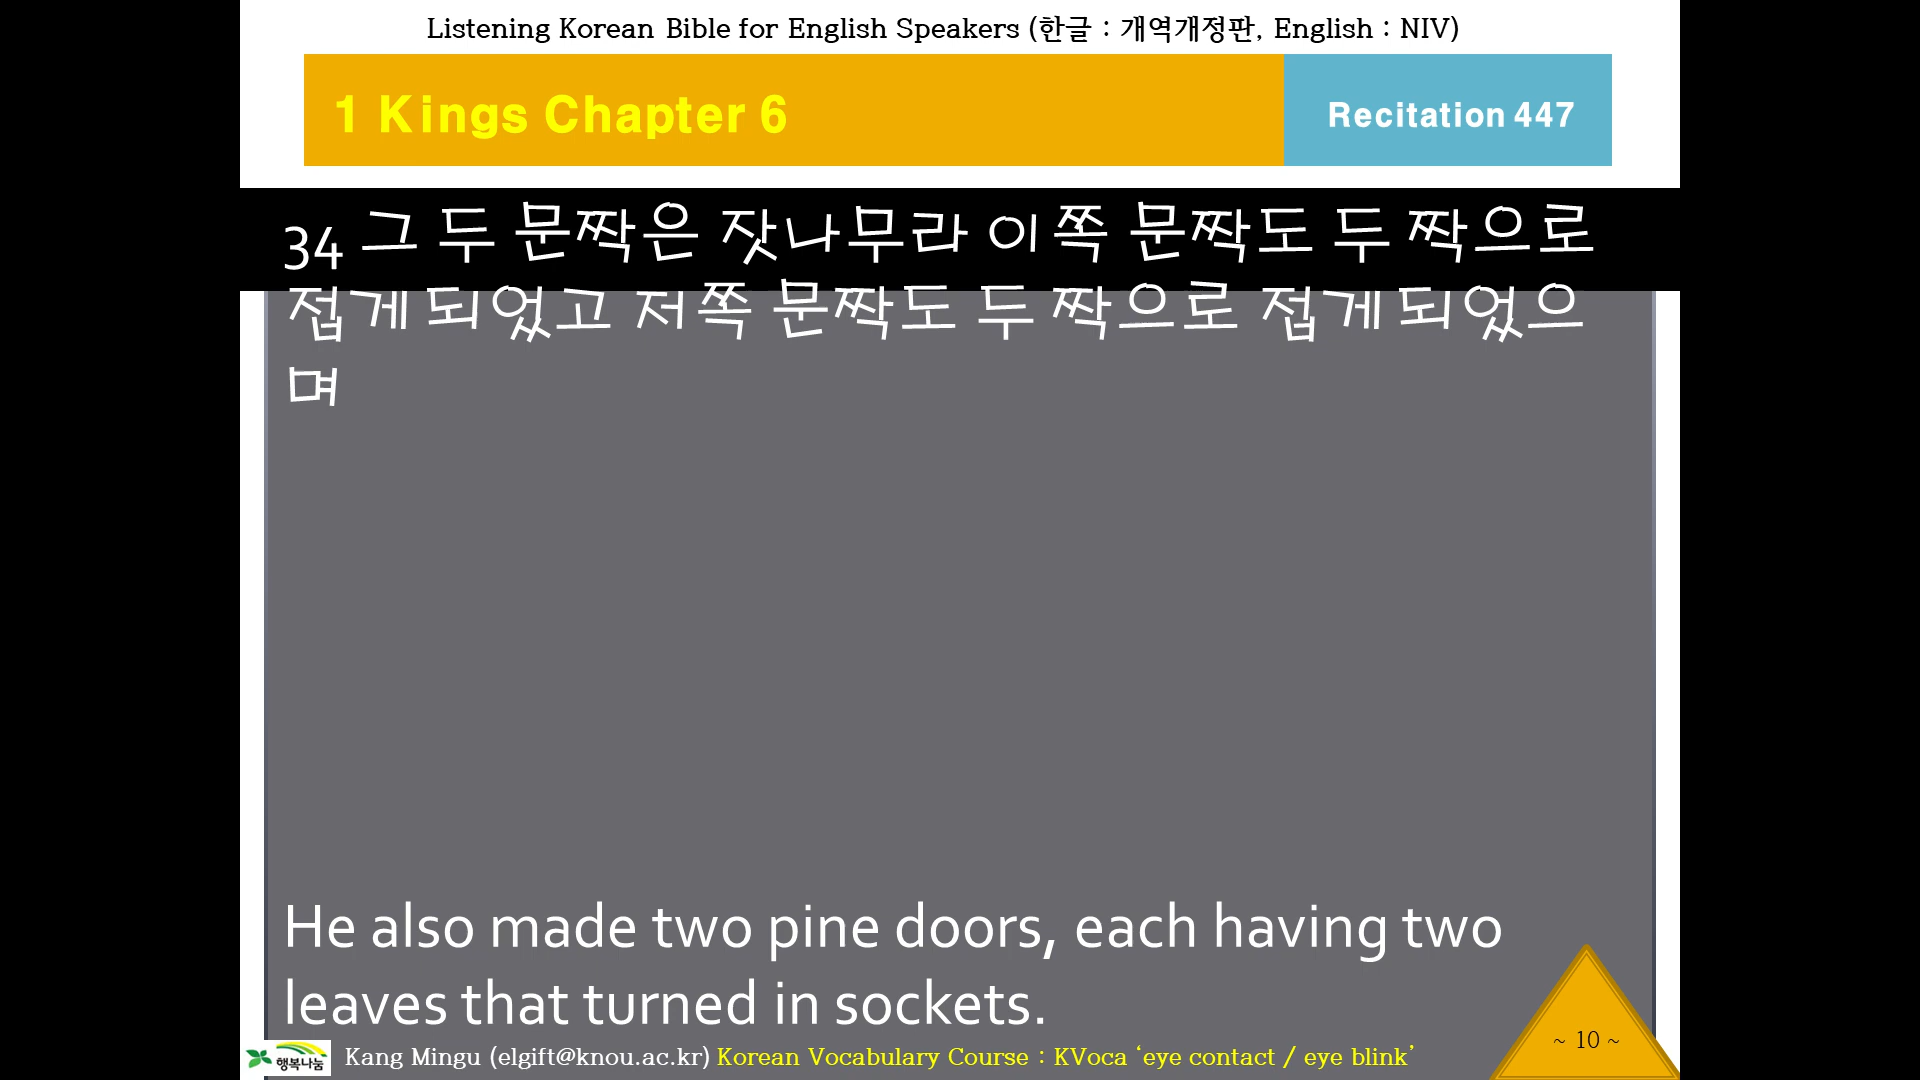 Listening Korean Bible for English Speakers (한글 : 개역개정판, English : NIV)
1 Kings Chapter 6
Recitation 447
34 그 두 문짝은 잣나무라 이쪽 문짝도 두 짝으로
접게 되었고 저쪽 문짝도 두 짝으로 접게 되었으
며
He also made two pine doors, each having two
leaves that turned in sockets.
~ 10 ~
행복나눔
Kang Mingu (elgift@knou.ac.kr) Korean Vocabulary Course : KVoca ‘eye contact / eye blink’